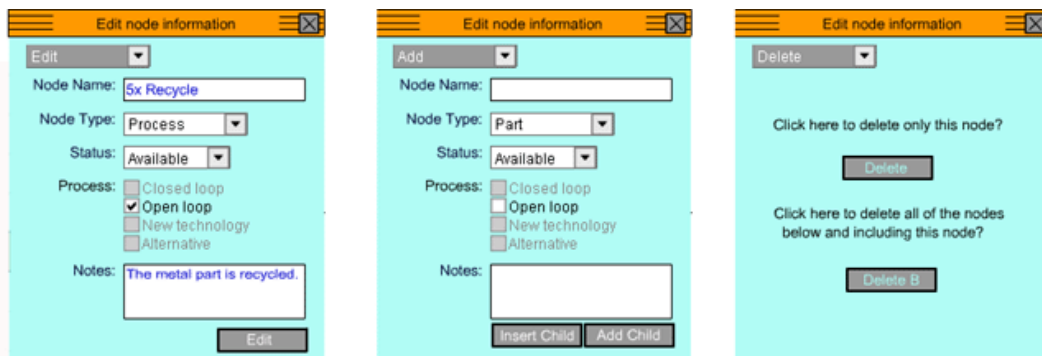 Edit node information
Edit
Node Name: 5x Recycle
Node Type: Process
Status: Available
Process: Closed loop
Open loop
New technology
Alternative
Notes: The metal part is recycled.
Edit
Edit node information
Add
Node Name:
Node Type: Part
Status: Available
Process: Closed loop
Open loop
New technology
Alternative
Notes:
Insert Child Add Child
Edit node information
Delete
Click here to delete only this node?
Delete
Click here to delete all of the nodes
below and including this node?
Delete B